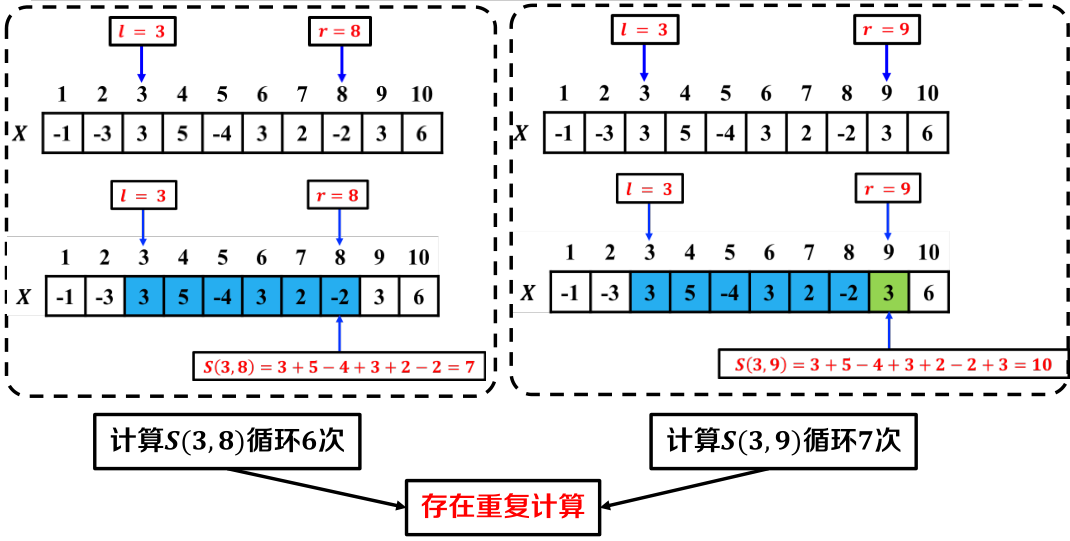 l = 3
r = 8
1 2 3 4 5 6 7 8 9 10
X -1 -3 3 5 -4 3 2 -2 3 6
l = 3
r = 8
1 2 3 4 5 6 7 8 9 10
X -1 -3 3 5 -4 3 2 -2 3 6
S(3,8) = 3 + 5 − 4 + 3 + 2 − 2 = 7
计算S(3,8)循环6次
l = 3
r = 9
1 2 3 4 5 6 7 8 9 10
X -1 -3 3 5 -4 3 2 -2 3 6
l = 3
r = 9
1 2 3 4 5 6 7 8 9 10
X -1 -3 3 5 -4 3 2 -2 3 6
S(3,9) = 3 + 5 − 4 + 3 + 2 − 2 + 3 = 10
计算S(3,9)循环7次
存在重复计算